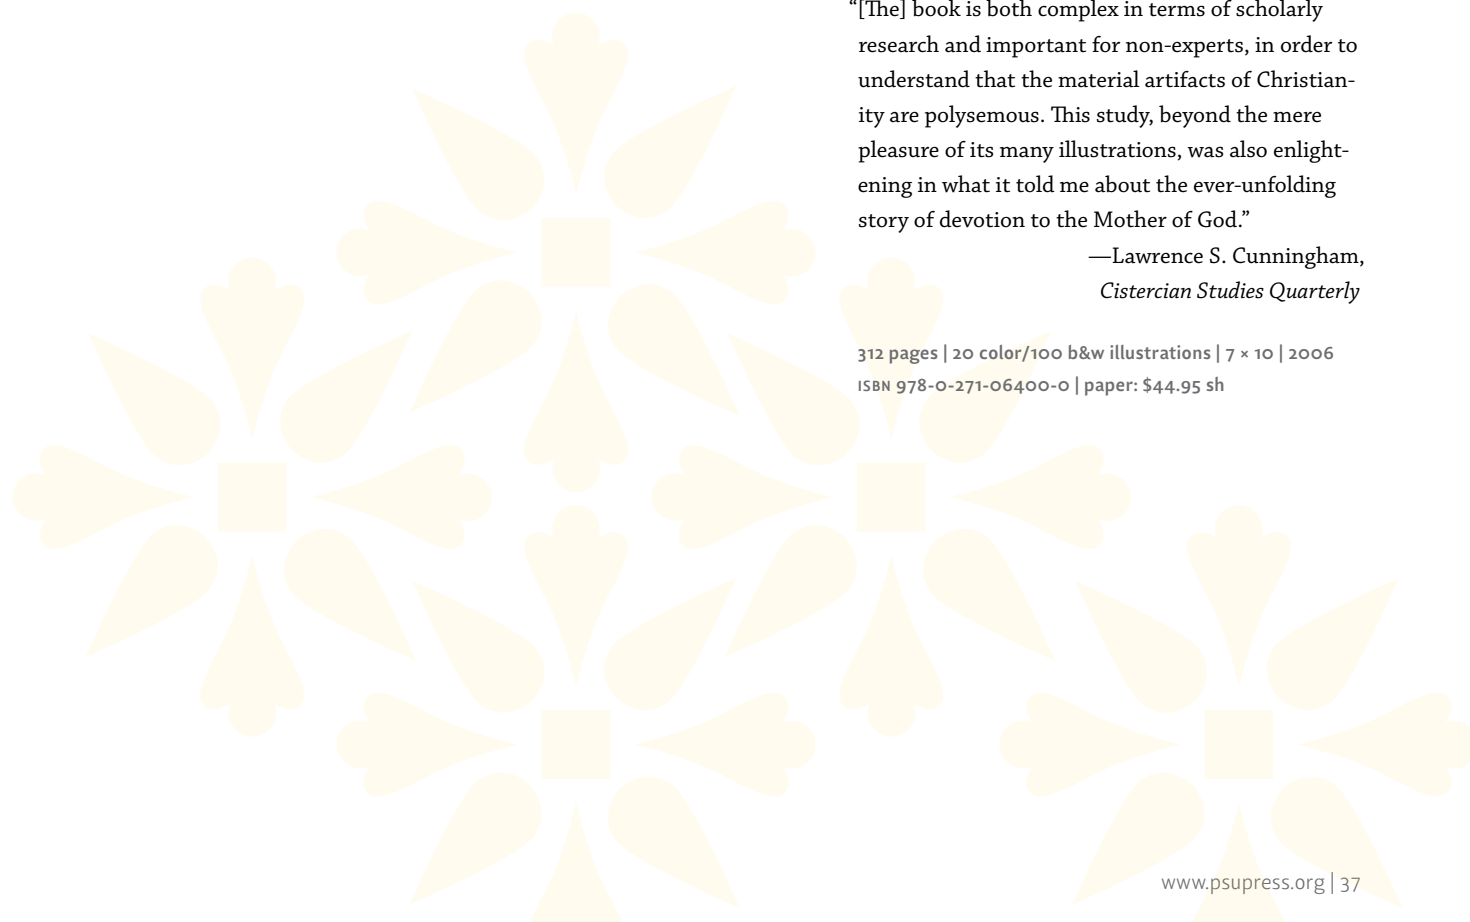 “[The] book is both complex in terms of scholarly
research and important for non-experts, in order to
understand that the material artifacts of Christian-
ity are polysemous. This study, beyond the mere
pleasure of its many illustrations, was also enlight-
ening in what it told me about the ever-unfolding
story of devotion to the Mother of God.”
—Lawrence S. Cunningham,
Cistercian Studies Quarterly
312 pages | 20 color/100 b&w illustrations | 7 × 10 | 2006
ISBN 978-0-271-06400-0 | paper: $44.95 sh
www.psupress.org | 37